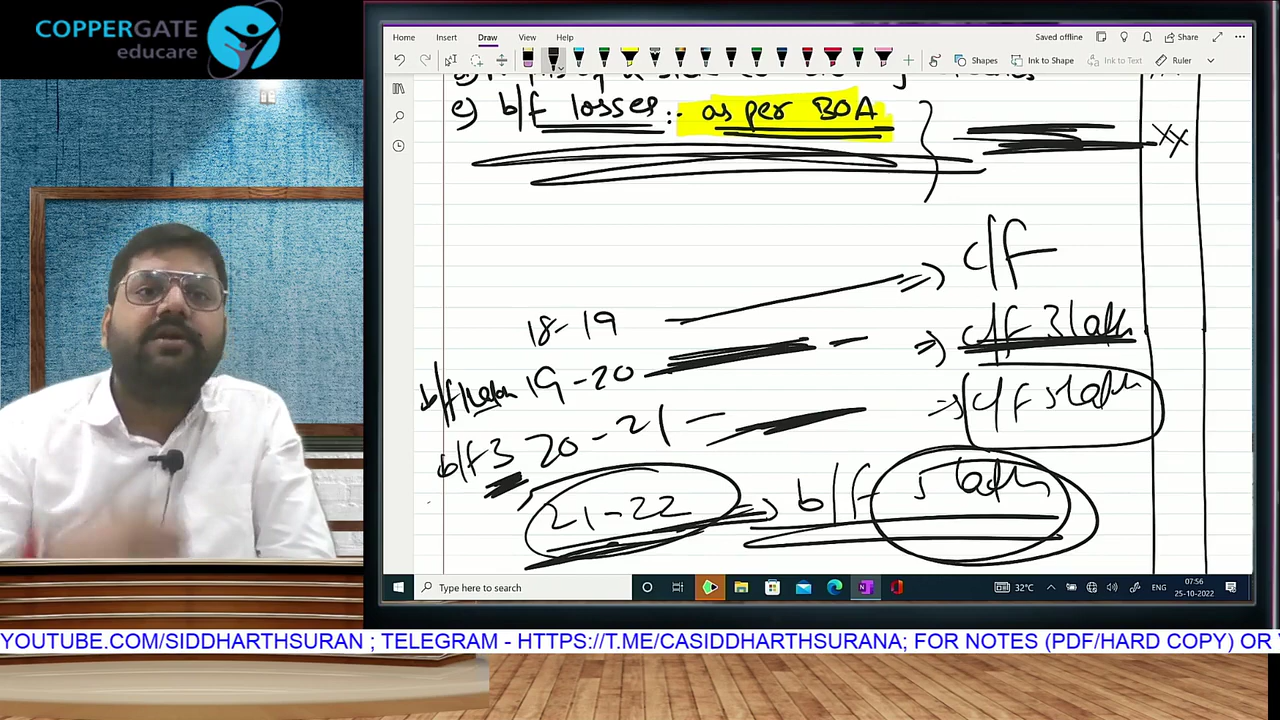 COPPERGATE
educare
Home Insert Draw View Help
Saved offline
Share
Shapes
Ink to Shape
Ink to Text
Ruler
e) b/f losses :- as per BOA
XX
c/f
18-19
c/f 3 lakh
b/f 19-20
c/f 5 lakh
b/f 3 20-21
21-22 b/f 5 lakh
Type here to search
32°C
ENG
07:56
25-10-2022
YOUTUBE.COM/SIDDHARTHSURAN ; TELEGRAM - HTTPS://T.ME/CASIDDHARTHSURANA; FOR NOTES (PDF/HARD COPY) OR